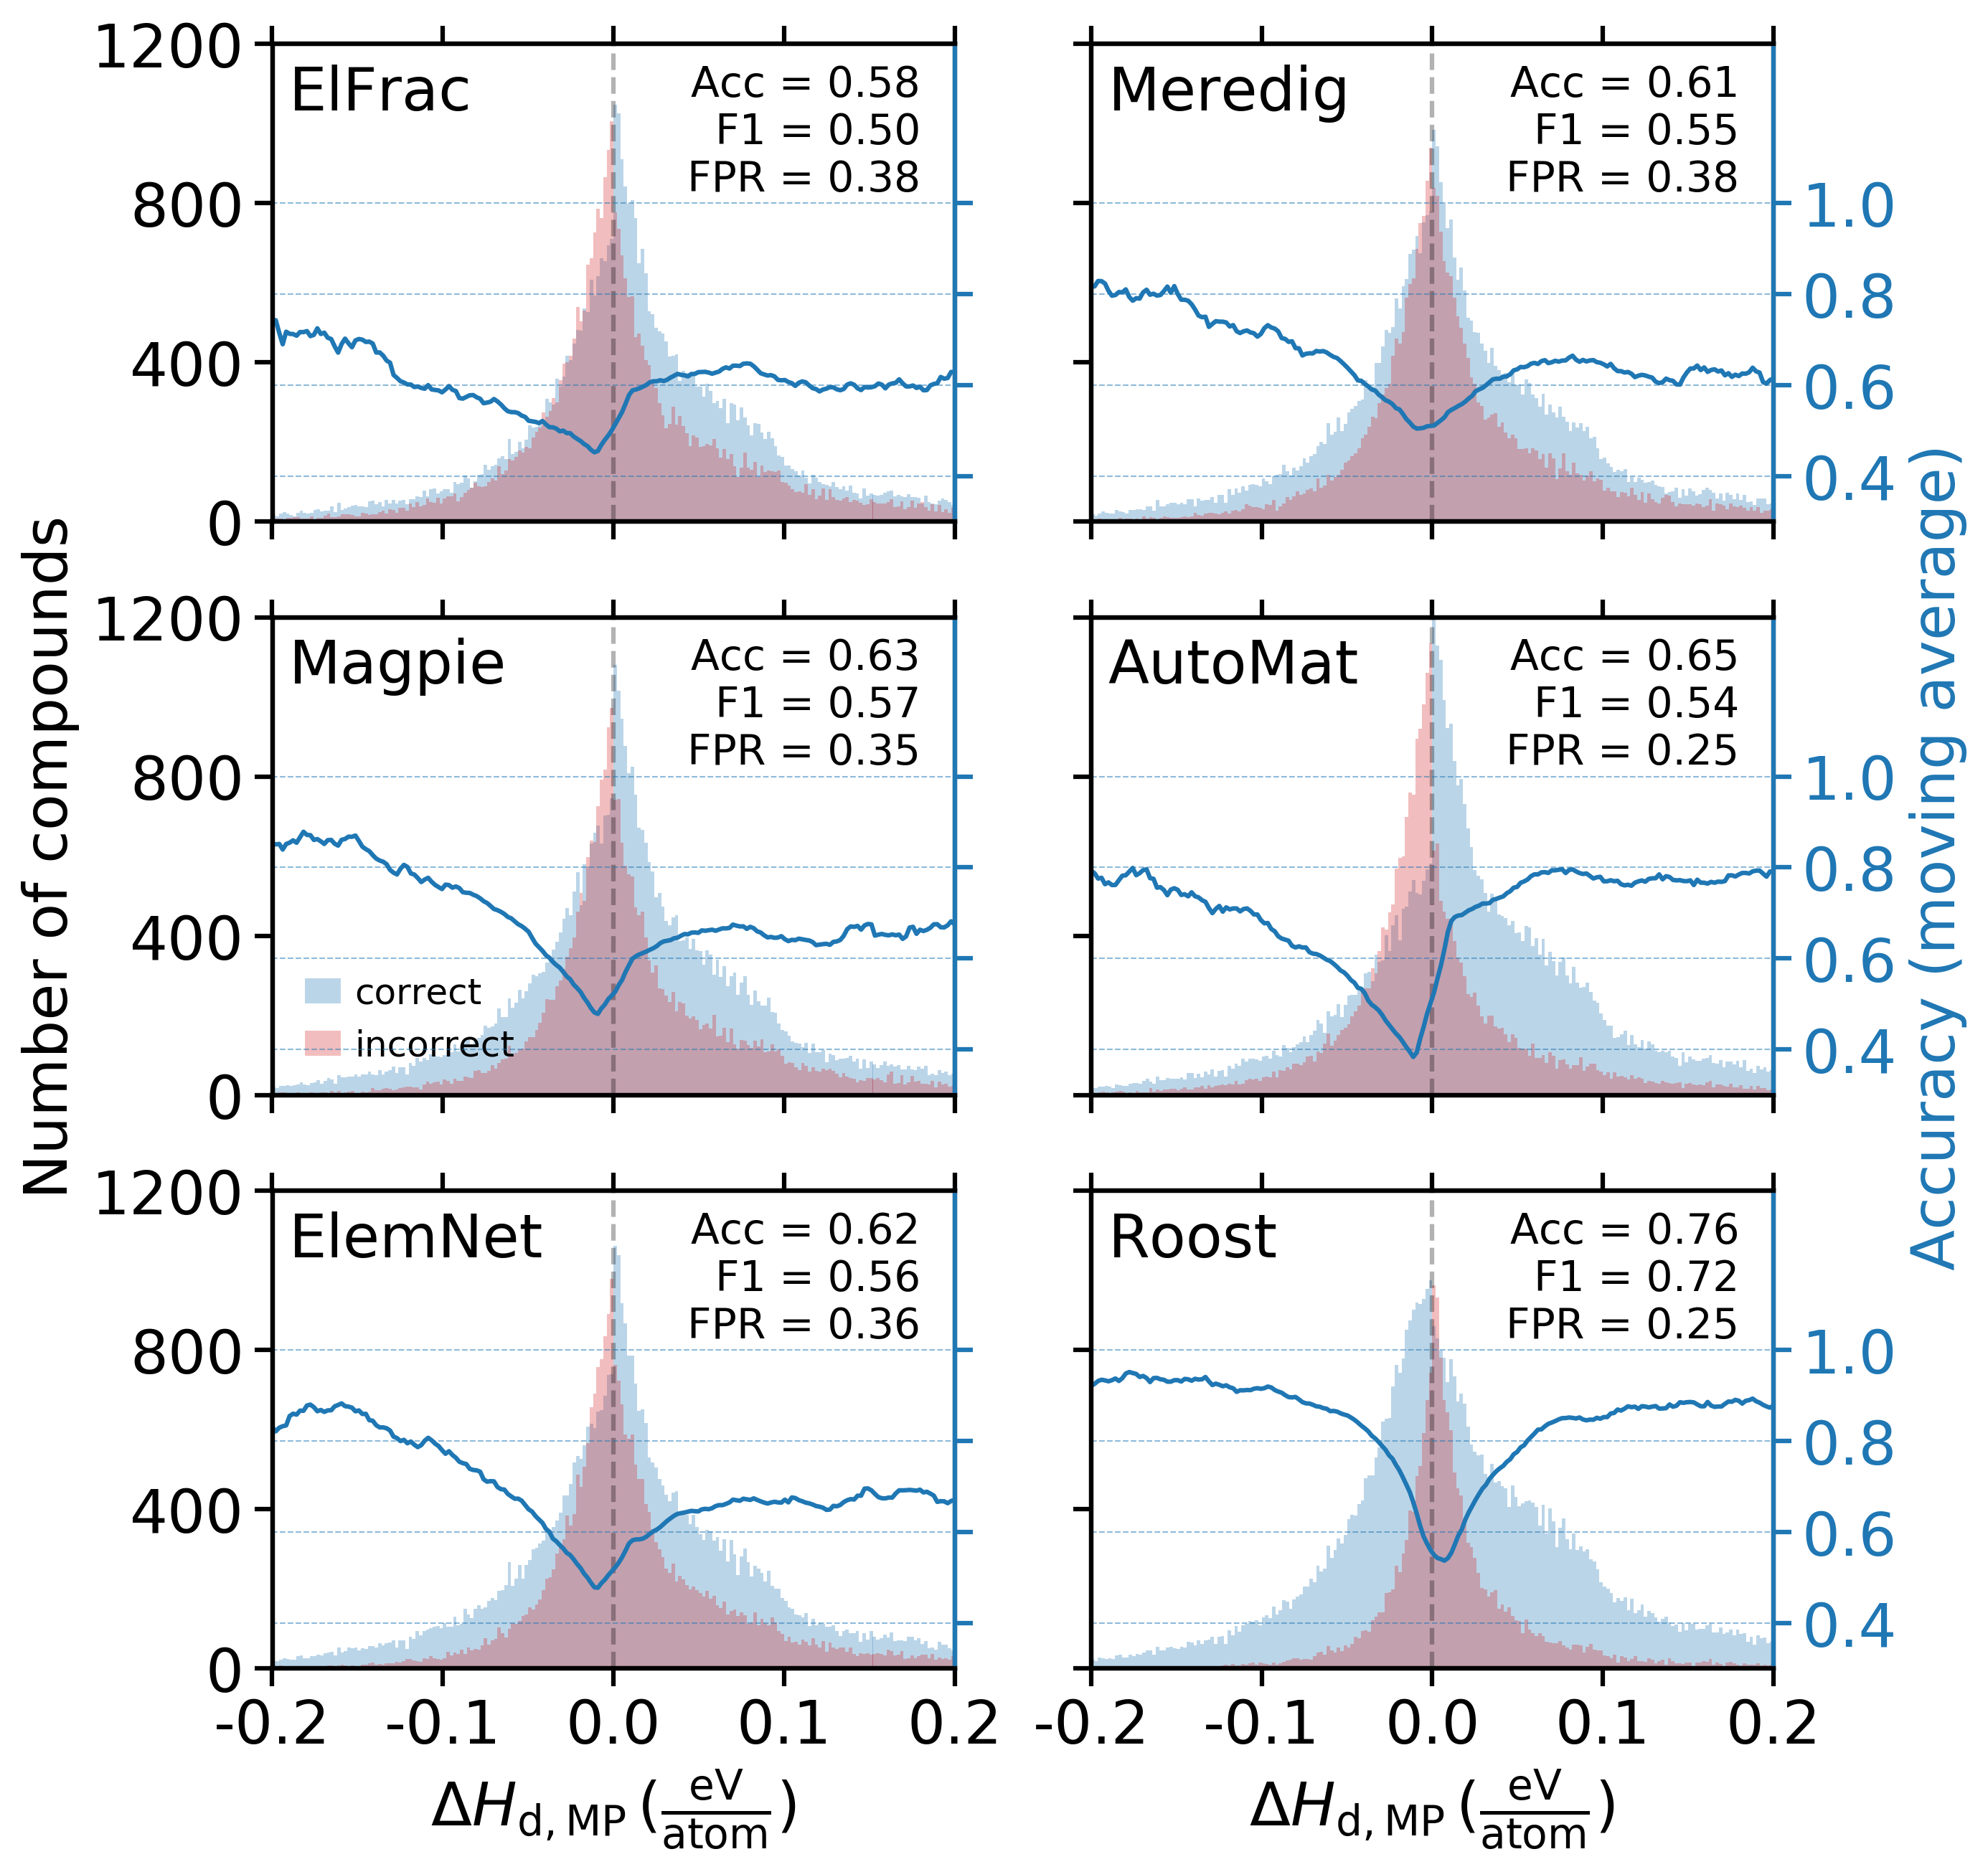 1200
800
400
0
ElFrac
Acc = 0.58
F1 = 0.50
FPR = 0.38
Meredig
Acc = 0.61
F1 = 0.55
FPR = 0.38
1.0
0.8
0.6
0.4
1200
800
400
0
Magpie
Acc = 0.63
F1 = 0.57
FPR = 0.35
correct
incorrect
AutoMat
Acc = 0.65
F1 = 0.54
FPR = 0.25
1.0
0.8
0.6
0.4
Number of compounds
Accuracy (moving average)
1200
800
400
0
ElemNet
Acc = 0.62
F1 = 0.56
FPR = 0.36
Roost
Acc = 0.76
F1 = 0.72
FPR = 0.25
1.0
0.8
0.6
0.4
-0.2 -0.1 0.0 0.1 0.2
-0.2 -0.1 0.0 0.1 0.2
ΔH_d, MP (eV/atom)
ΔH_d, MP (eV/atom)